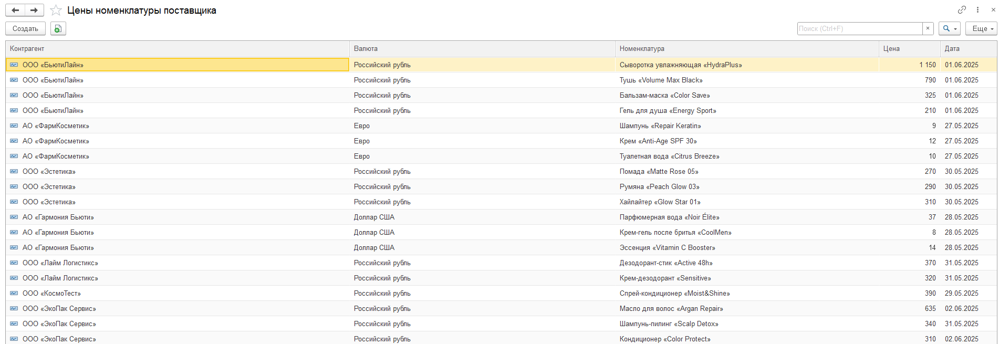 Цены номенклатуры поставщика
Создать Поиск (Ctrl+F) × Еще
Контрагент Валюта Номенклатура Цена Дата
ООО «БьютиЛайн» Российский рубль Сыворотка увлажняющая «HydraPlus» 1 150 01.06.2025
ООО «БьютиЛайн» Российский рубль Тушь «Volume Max Black» 790 01.06.2025
ООО «БьютиЛайн» Российский рубль Бальзам-маска «Color Save» 325 01.06.2025
ООО «БьютиЛайн» Российский рубль Гель для душа «Energy Sport» 210 01.06.2025
АО «ФармКосметик» Евро Шампунь «Repair Keratin» 9 27.05.2025
АО «ФармКосметик» Евро Крем «Anti-Age SPF 30» 12 27.05.2025
АО «ФармКосметик» Евро Туалетная вода «Citrus Breeze» 10 27.05.2025
ООО «Эстетика» Российский рубль Помада «Matte Rose 05» 270 30.05.2025
ООО «Эстетика» Российский рубль Румяна «Peach Glow 03» 290 30.05.2025
ООО «Эстетика» Российский рубль Хайлайтер «Glow Star 01» 310 30.05.2025
АО «Гармония Бьюти» Доллар США Парфюмерная вода «Noir Élite» 37 28.05.2025
АО «Гармония Бьюти» Доллар США Крем-гель после бритья «CoolMen» 8 28.05.2025
АО «Гармония Бьюти» Доллар США Эссенция «Vitamin C Booster» 14 28.05.2025
ООО «Лайм Логистикс» Российский рубль Дезодорант-стик «Active 48h» 370 31.05.2025
ООО «Лайм Логистикс» Российский рубль Крем-дезодорант «Sensitive» 320 31.05.2025
ООО «КосмоТест» Российский рубль Спрей-кондиционер «Moist&Shine» 390 29.05.2025
ООО «ЭкоПак Сервис» Российский рубль Масло для волос «Argan Repair» 635 02.06.2025
ООО «ЭкоПак Сервис» Российский рубль Шампунь-пилинг «Scalp Detox» 340 31.05.2025
ООО «ЭкоПак Сервис» Российский рубль Кондиционер «Color Protect» 310 02.06.2025